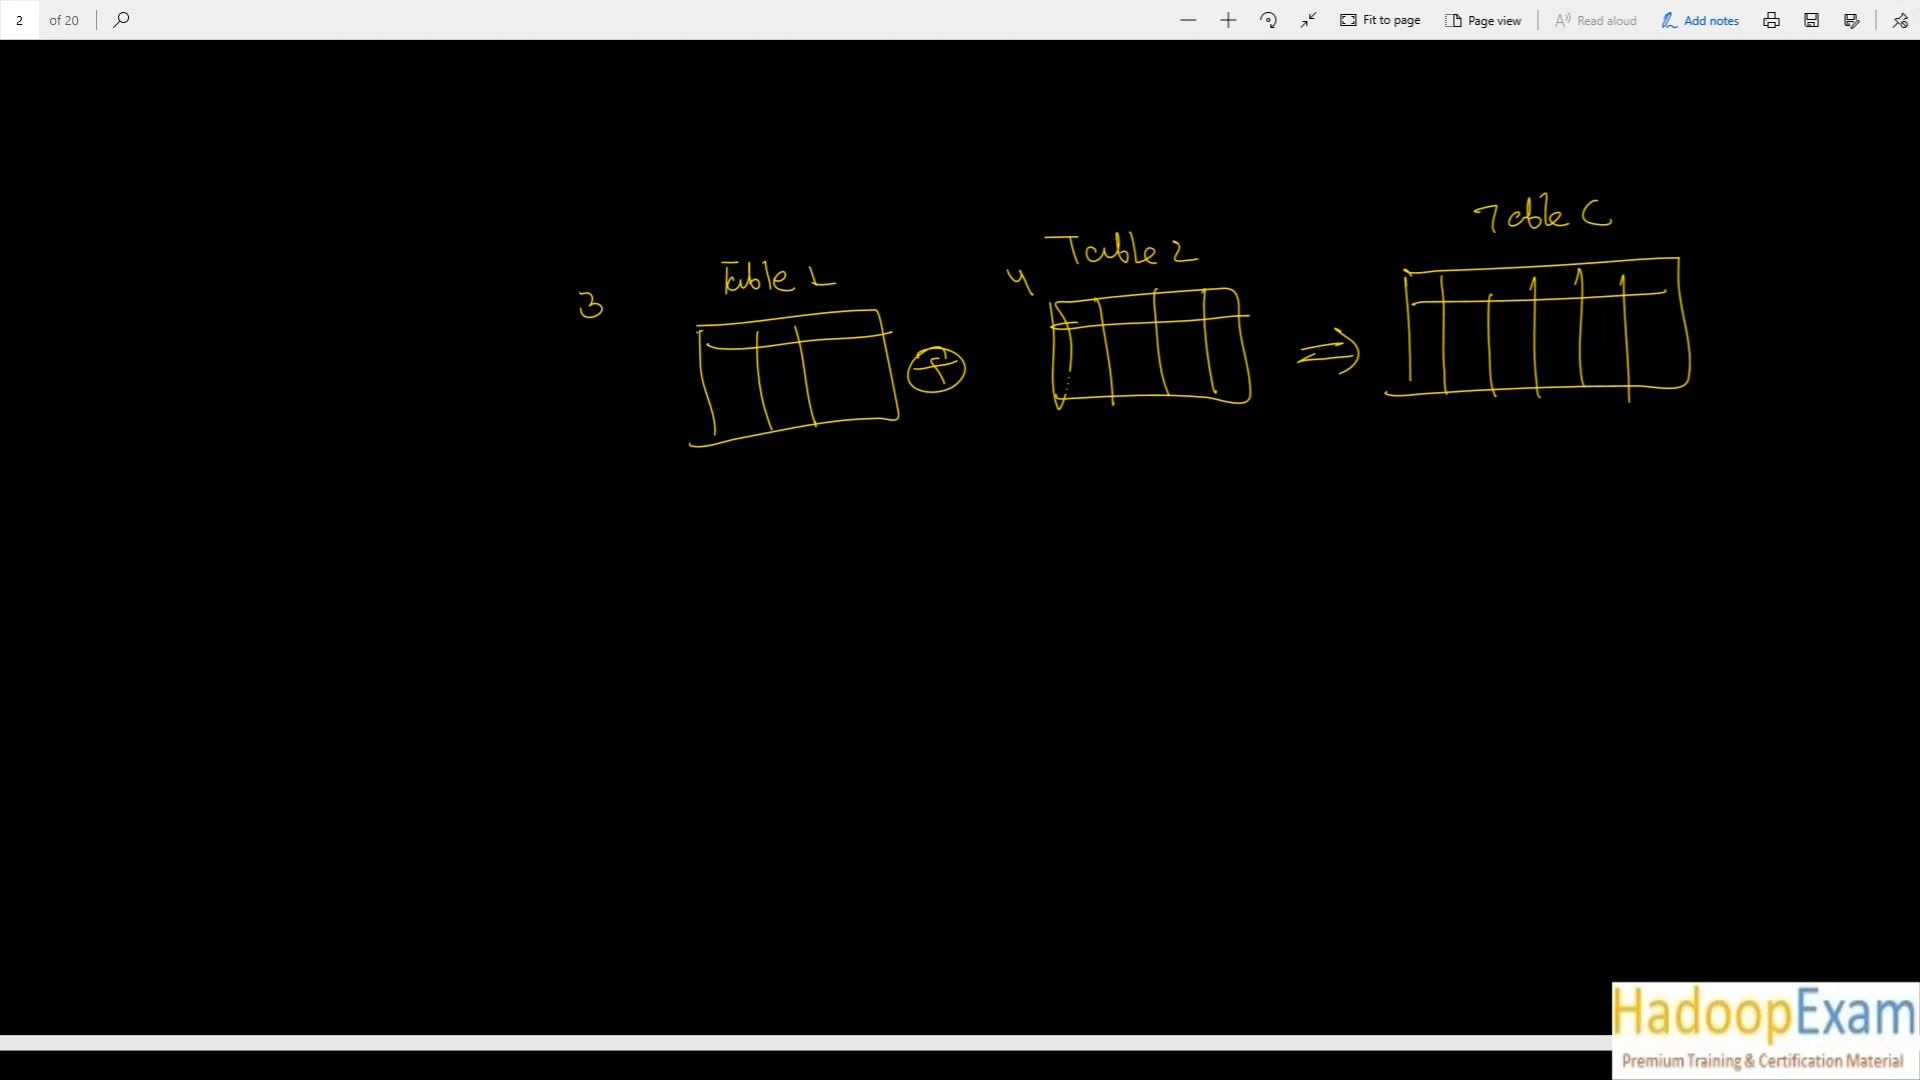 2 of 20 Fit to page Page view Read aloud Add notes
Table C
Table 2
Table 1
4
3
HadoopExam
Premium Training & Certification Material